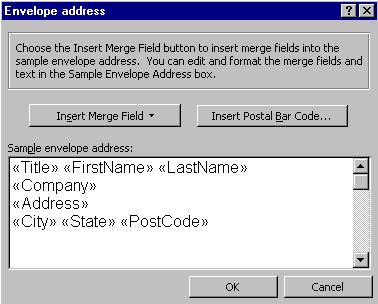 Envelope address
Choose the Insert Merge Field button to insert merge fields into the
sample envelope address.  You can edit and format the merge fields and
text in the Sample Envelope Address box.
Insert Merge Field
Insert Postal Bar Code...
Sample envelope address:
«Title» «FirstName» «LastName»
«Company»
«Address»
«City» «State» «PostCode»
OK
Cancel